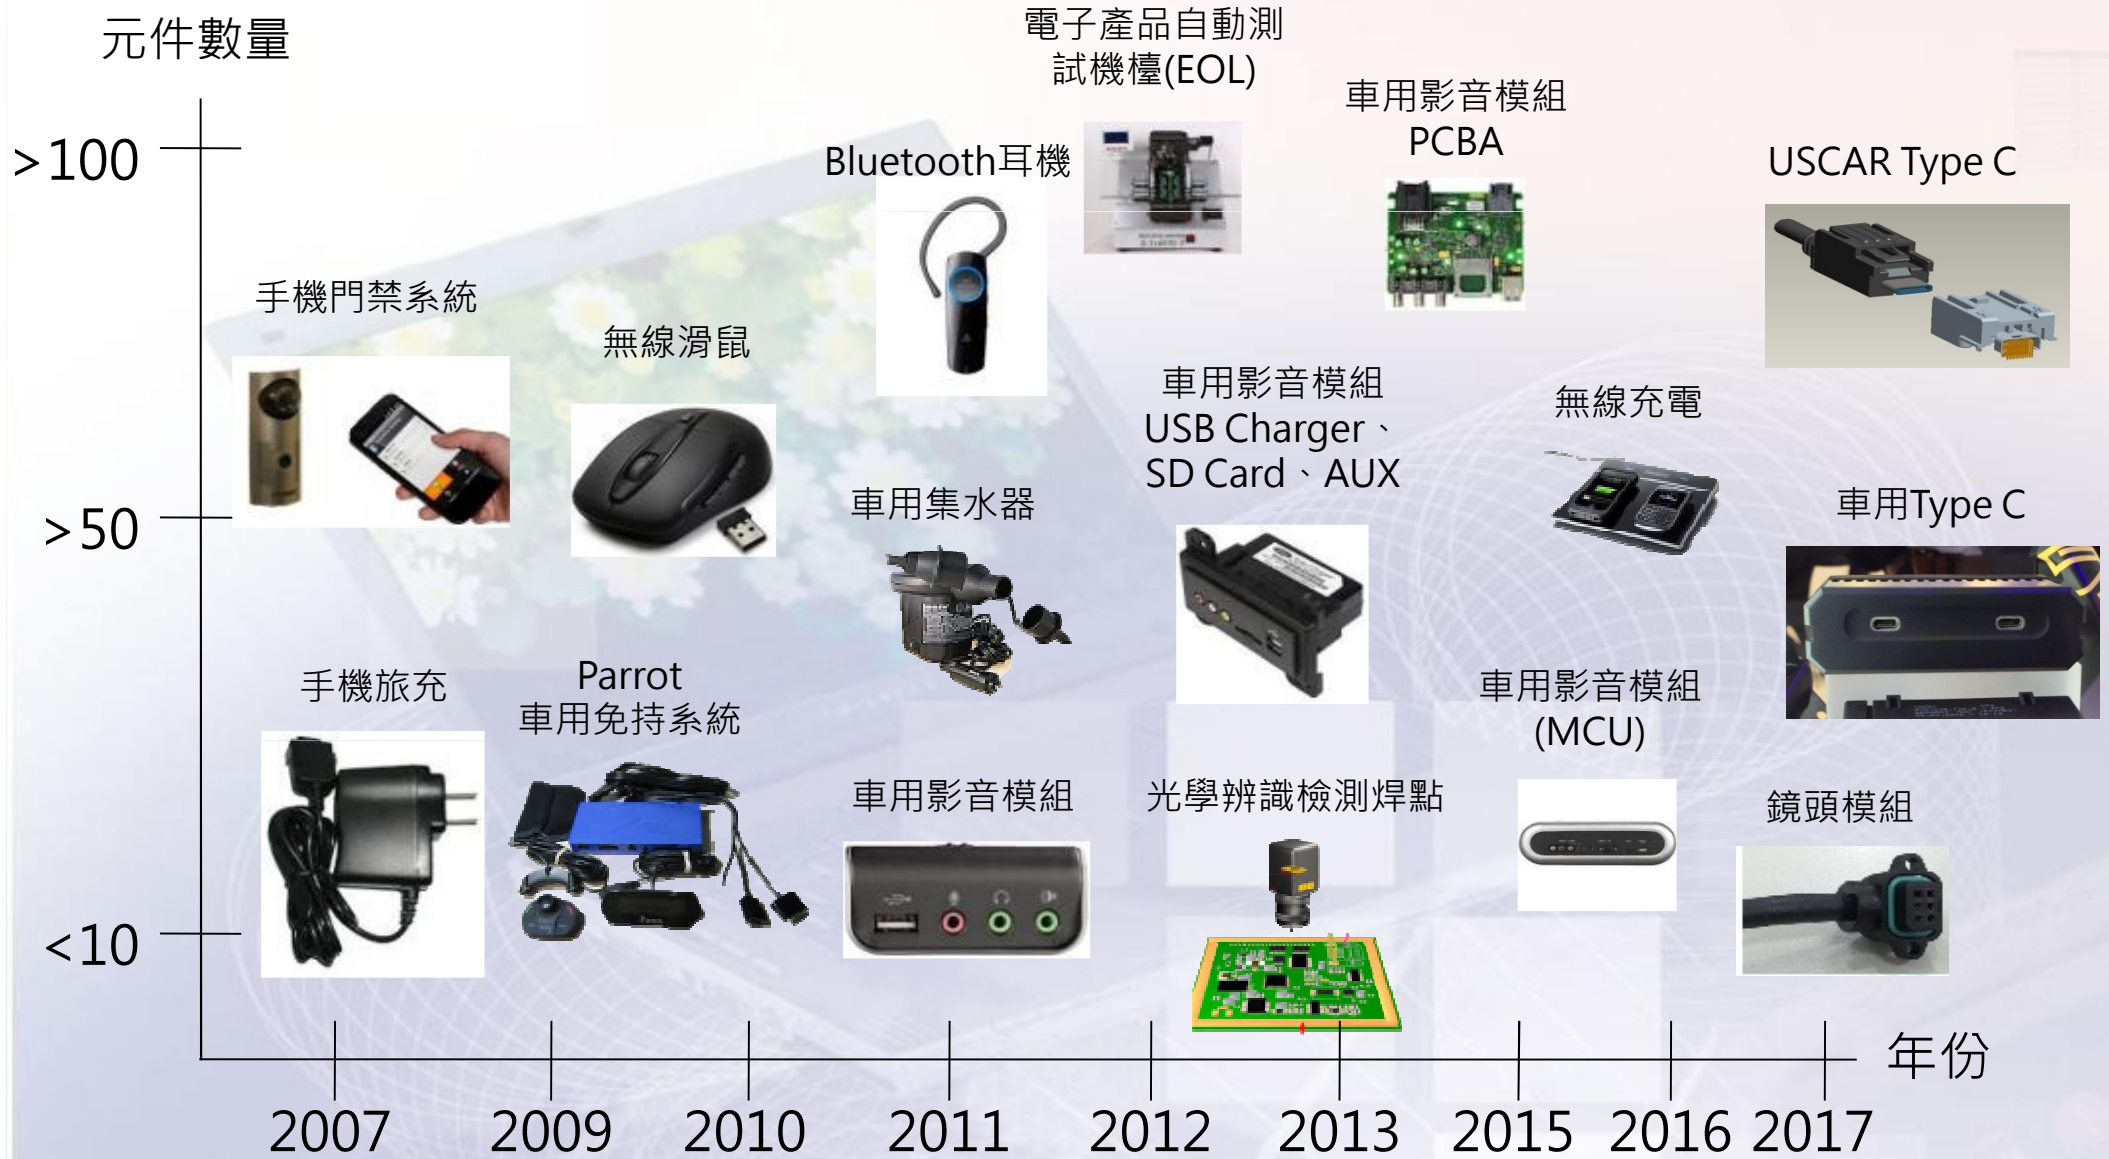 元件數量
電子產品自動測
試機檯(EOL)
車用影音模組
PCBA
>100
Bluetooth耳機
USCAR Type C
手機門禁系統
無線滑鼠
車用影音模組
USB Charger、
SD Card、AUX
無線充電
>50
車用集水器
車用Type C
手機旅充
Parrot
車用免持系統
車用影音模組
(MCU)
車用影音模組
光學辨識檢測焊點
鏡頭模組
Parrot
<10
年份
2007
2009
2010
2011
2012
2013
2015
2016
2017